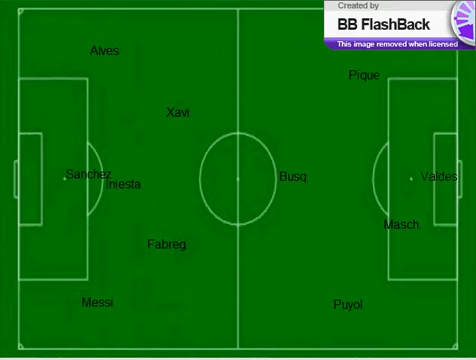 Created by
BB FlashBack
This image removed when licensed
Alves
Pique
Xavi
Sanchez
Iniesta
Busq
Valdes
Masch
Fabreg
Messi
Puyol